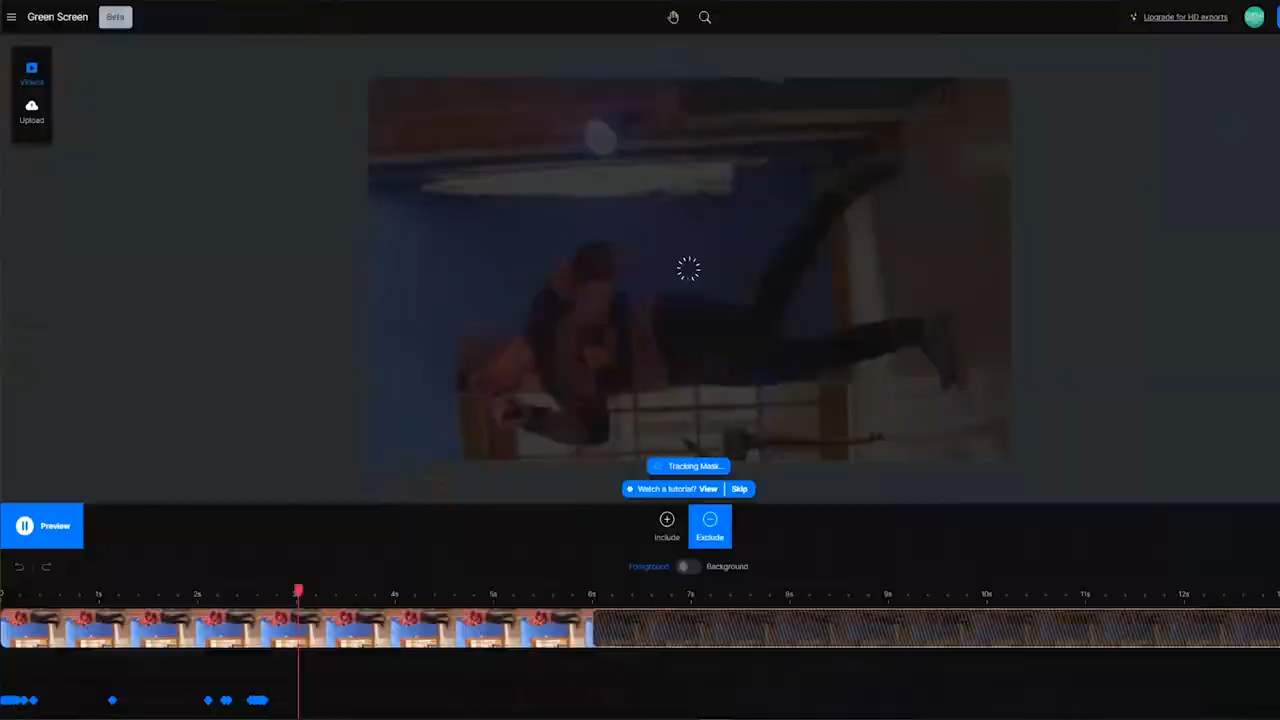 Green Screen Beta
Upgrade for HD exports
Videos
Upload
Tracking Mask...
Watch a tutorial? View Skip
Preview
Include
Exclude
Foreground Background
1s 2s 4s 5s 6s 7s 8s 9s 10s 11s 12s